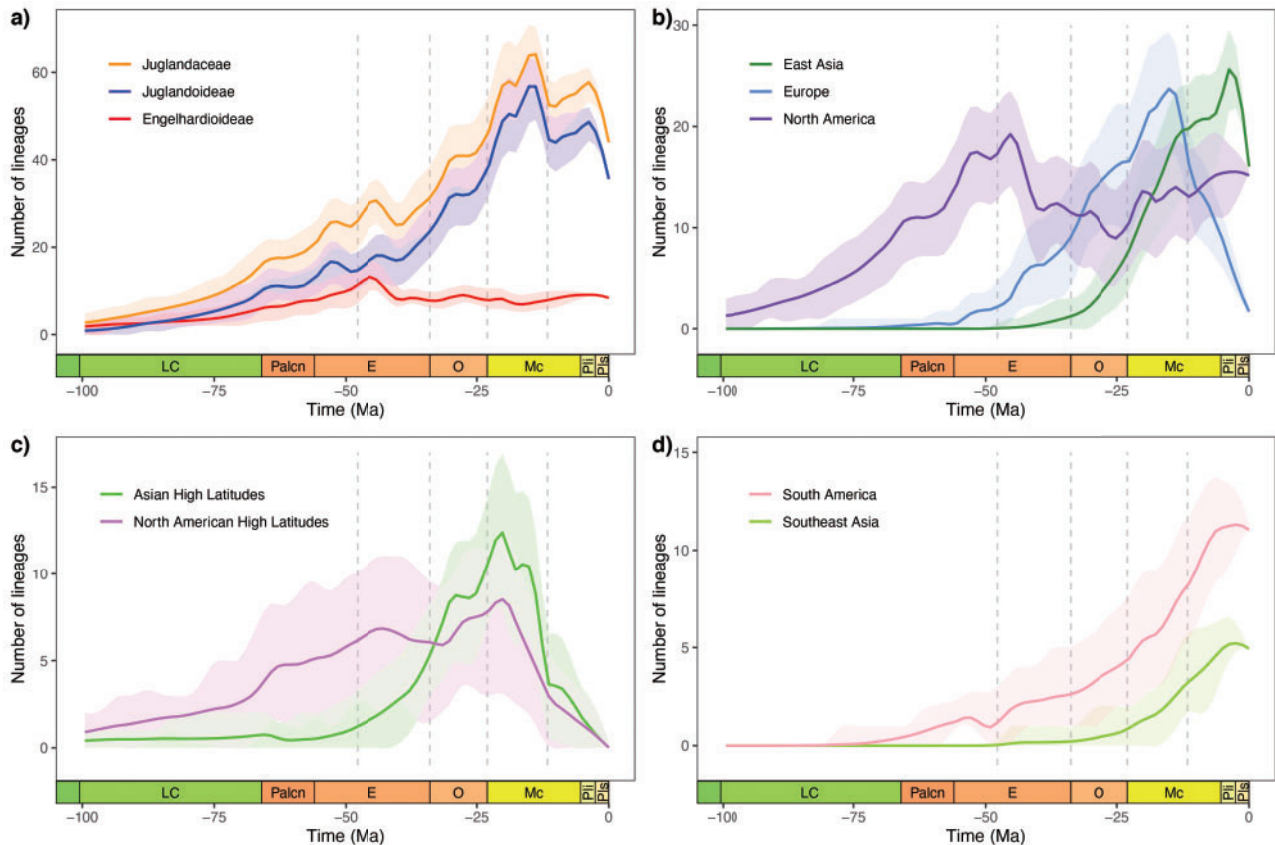 a)
Juglandaceae
Juglandoideae
Engelhardioideae
Number of lineages
60
40
20
0
LC Palcn E O Mc Pli Pls
−100 −75 −50 −25 0
Time (Ma)
b)
East Asia
Europe
North America
Number of lineages
30
20
10
0
LC Palcn E O Mc Pli Pls
−100 −75 −50 −25 0
Time (Ma)
c)
Asian High Latitudes
North American High Latitudes
Number of lineages
15
10
5
0
LC Palcn E O Mc Pli Pls
−100 −75 −50 −25 0
Time (Ma)
d)
South America
Southeast Asia
Number of lineages
15
10
5
0
LC Palcn E O Mc Pli Pls
−100 −75 −50 −25 0
Time (Ma)